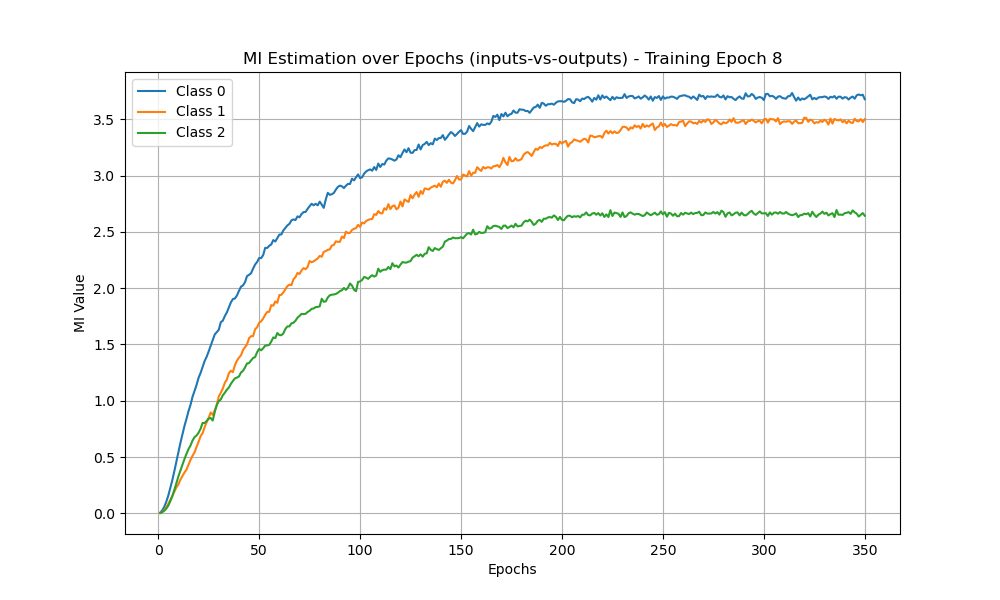 MI Estimation over Epochs (inputs-vs-outputs) - Training Epoch 8
Class 0
Class 1
Class 2
MI Value
3.5
3.0
2.5
2.0
1.5
1.0
0.5
0.0
0 50 100 150 200 250 300 350
Epochs